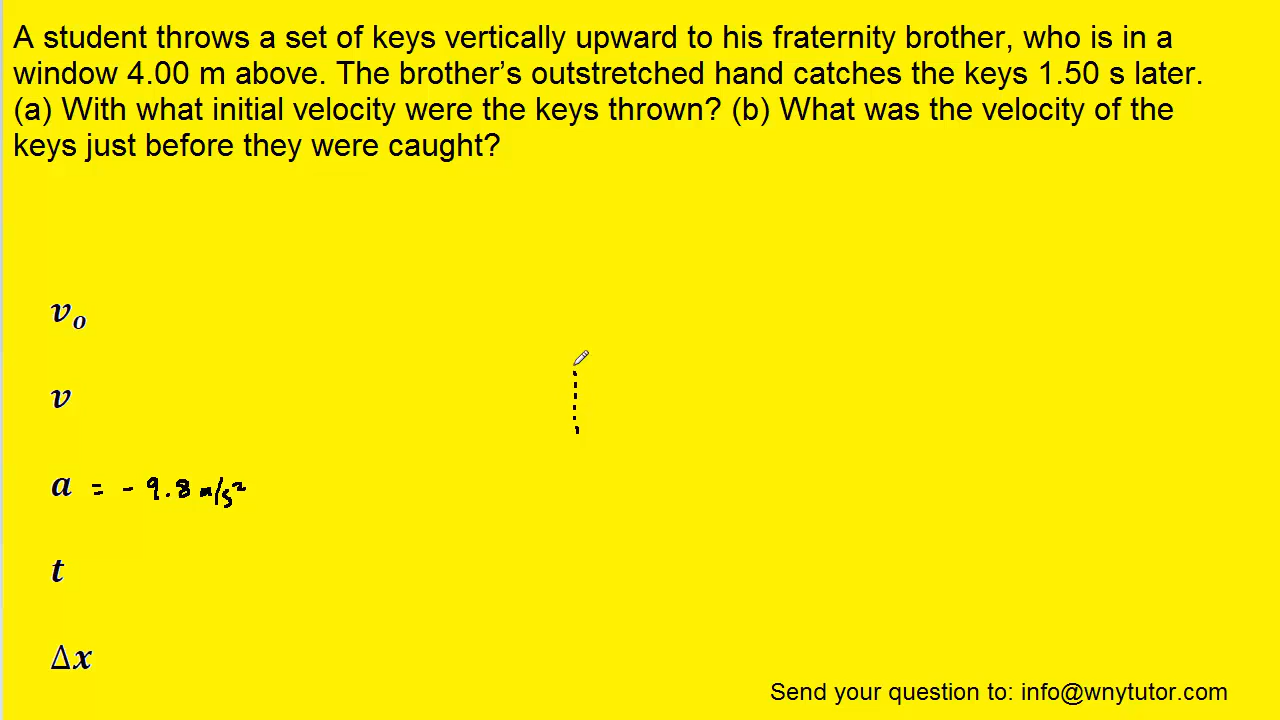 A student throws a set of keys vertically upward to his fraternity brother, who is in a
window 4.00 m above. The brother’s outstretched hand catches the keys 1.50 s later.
(a) With what initial velocity were the keys thrown? (b) What was the velocity of the
keys just before they were caught?
v₀
v
a = - 9.8 m/s²
t
Δx
Send your question to: info@wnytutor.com